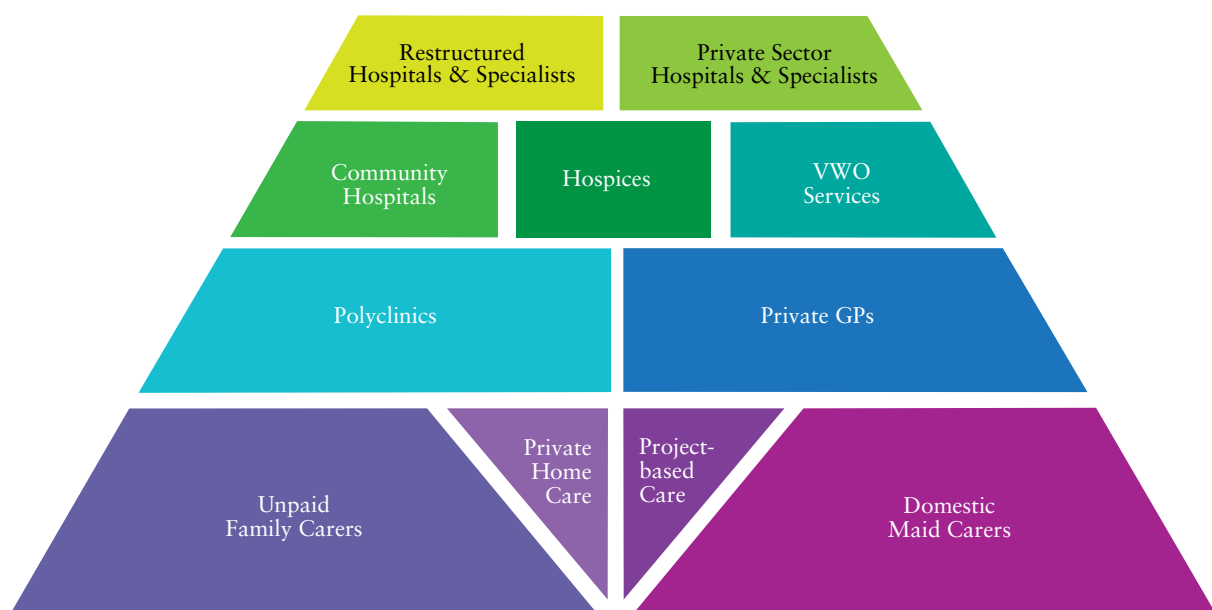 Restructured
Hospitals & Specialists
Private Sector
Hospitals & Specialists
Community
Hospitals
Hospices
VWO
Services
Polyclinics
Private GPs
Unpaid
Family Carers
Private
Home
Care
Project-
based
Care
Domestic
Maid Carers